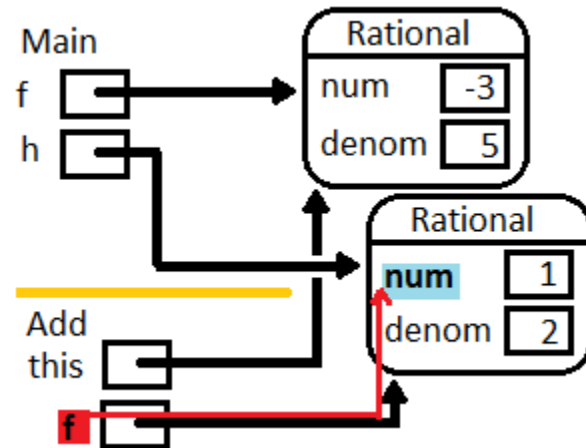 Main
f
h
Rational
num -3
denom 5
Rational
num 1
denom 2
Add
this
f